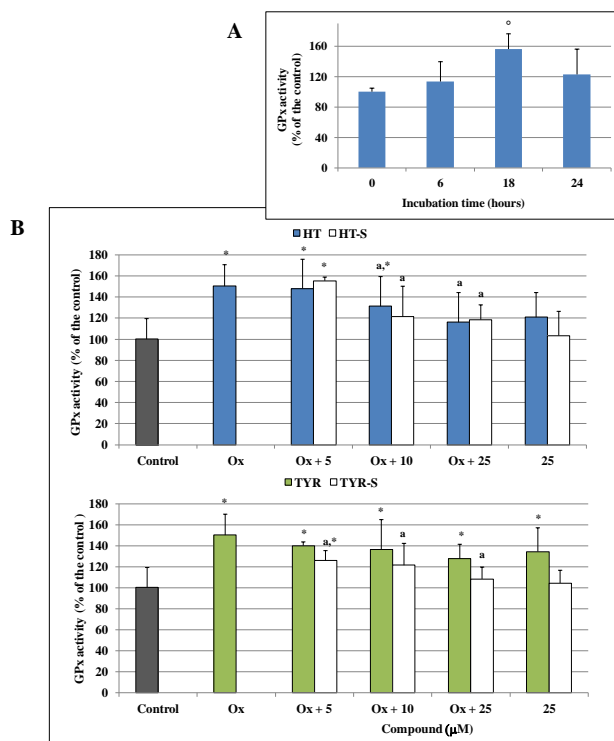 A
GPx activity
(% of the control)
160
120
80
40
0
°
0 6 18 24
Incubation time (hours)
B
HT HT-S
GPx activity (% of the control)
180
160
140
120
100
80
60
40
20
0
* * * a,* a a a
Control Ox Ox + 5 Ox + 10 Ox + 25 25
TYR TYR-S
GPx activity (% of the control )
180
160
140
120
100
80
60
40
20
0
* * a,* * a * a *
Control Ox Ox + 5 Ox + 10 Ox + 25 25
Compound (μM)